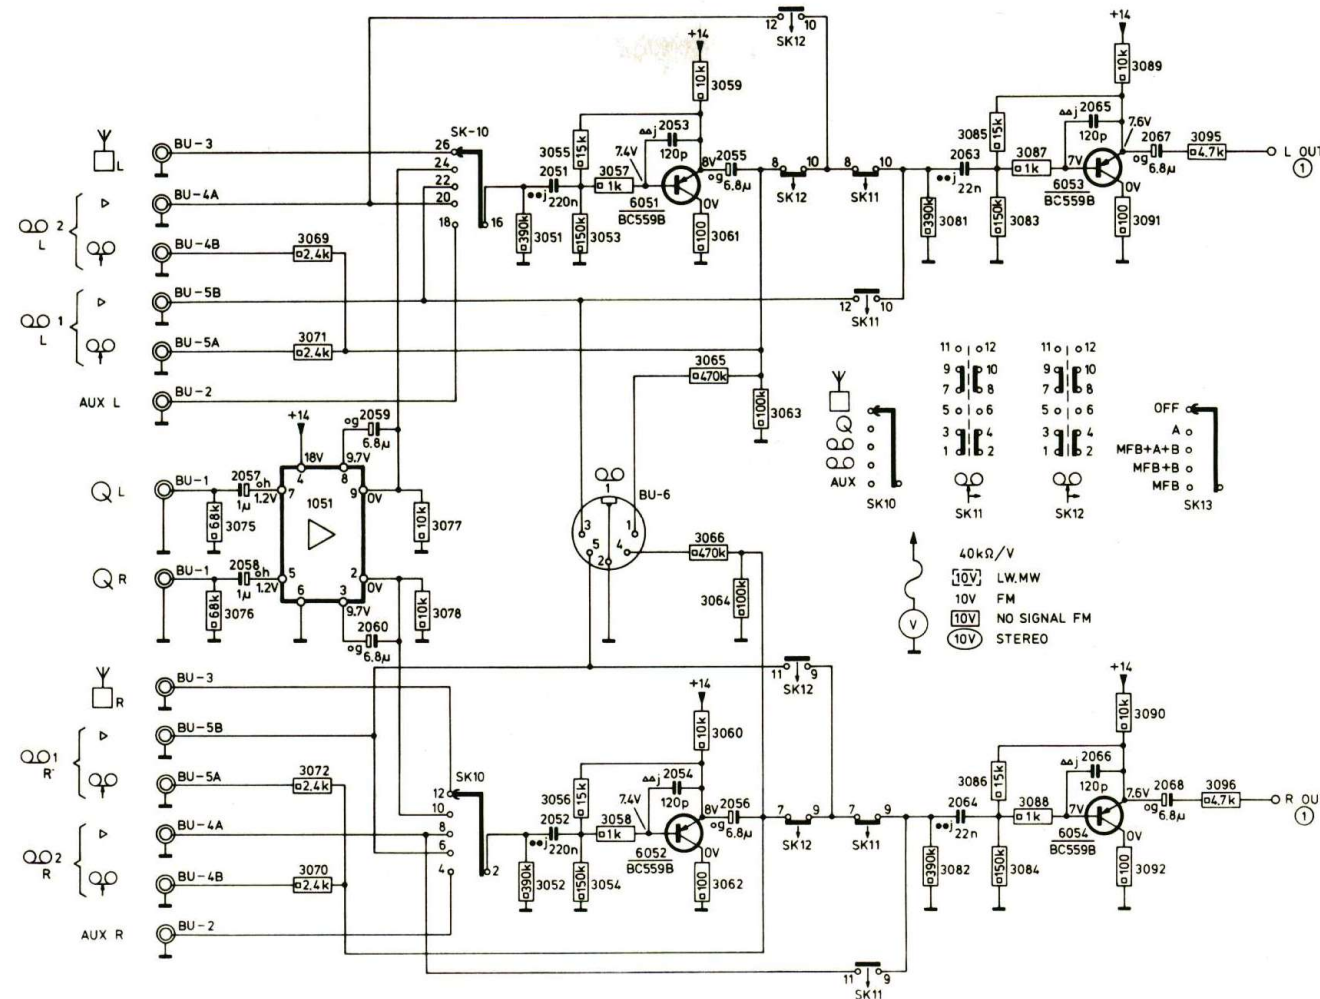 12 10
SK12
+14
10k 3059
+14
10k 3089
L
BU-3
SK-10
26
24
22
20
18
16
3055 15k
ΔΔj 2053
120p
7.4V
8V 2055
og 6.8µ
2051
●●j 220n
3057
1k
6051
BC559B
0V
390k 3051
150k 3053
100 3061
8 10
SK12
8 10
SK11
3085 15k
ΔΔj 2065
120p
7.6V
2067
og 6.8µ
3095
4.7k
L OUT
1
2063
●●j 22n
3087
1k
7V
6053
BC559B
0V
390k 3081
150k 3083
100 3091
2
L
BU-4A
BU-4B
3069
2.4k
1
L
BU-5B
BU-5A
3071
2.4k
12 10
SK11
AUX L
BU-2
3065
470k
100k 3063
+14
18V
4
og 2059
6.8µ
9.7V
8
Q L
BU-1
2057 oh
1µ 1.2V
7
68k 3075
1051
9
0V
10k 3077
Q R
BU-1
2058 oh
1µ 1.2V
5
68k 3076
6
3
9.7V
2
0V
10k 3078
2060
og 6.8µ
1
BU-6
3
5
2
1
4
3066
470k
3064 100k
Q
AUX
SK10
11 12
9 10
7 8
5 6
3 4
1 2
SK11
11 12
9 10
7 8
5 6
3 4
1 2
SK12
OFF
A
MFB+A+B
MFB+B
MFB
SK13
40kΩ/V
10V LW.MW
10V FM
V
10V NO SIGNAL FM
10V STEREO
R
BU-3
11 9
SK12
+14
10k 3060
+14
10k 3090
1
R
BU-5B
BU-5A
3072
2.4k
SK10
12
10
8
6
4
2
3056 15k
ΔΔj 2054
120p
7.4V
8V 2056
og 6.8µ
2052
●●j 220n
3058
1k
6052
BC559B
0V
390k 3052
150k 3054
100 3062
7 9
SK12
7 9
SK11
3086 15k
ΔΔj 2066
120p
7.6V
2068
og 6.8µ
3096
4.7k
R OU
1
2064
●●j 22n
3088
1k
7V
6054
BC559B
0V
390k 3082
150k 3084
100 3092
2
R
BU-4A
BU-4B
3070
2.4k
AUX R
BU-2
11 9
SK11